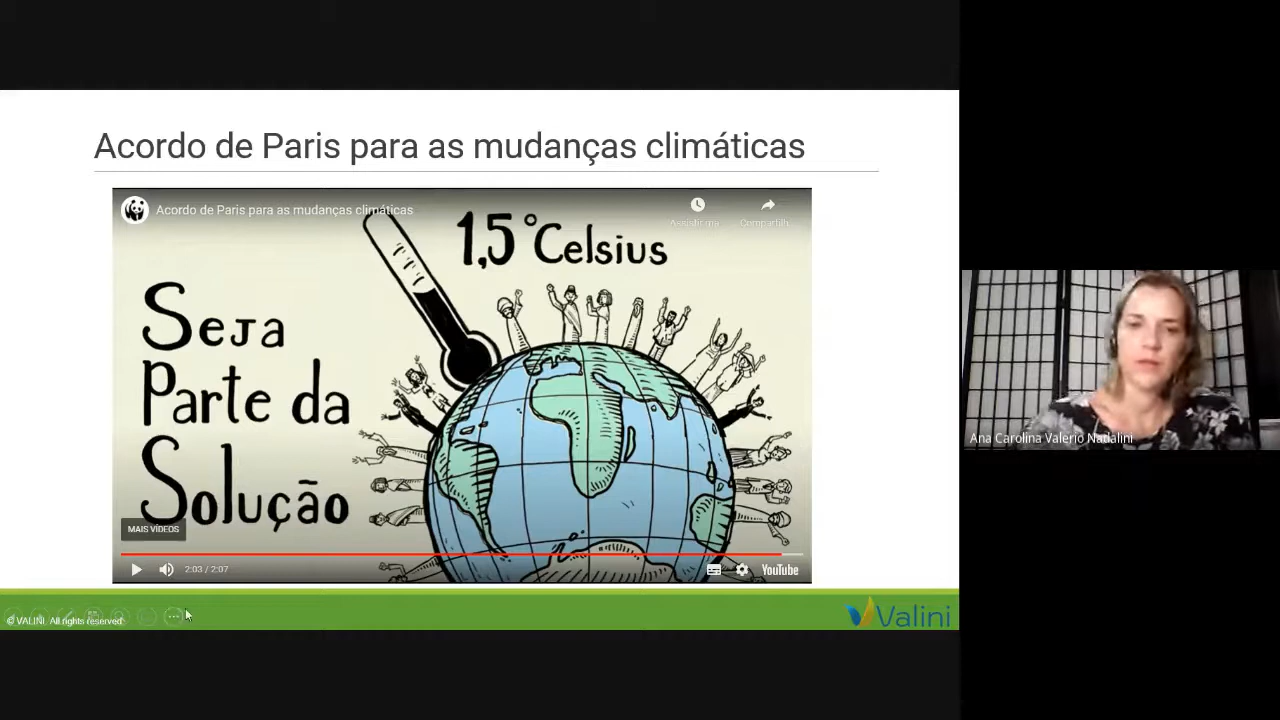 Acordo de Paris para as mudanças climáticas
Acordo de Paris para as mudanças climáticas
1,5° Celsius
Seja
Parte da
Solução
MAIS VÍDEOS
2:03 / 2:07
YouTube
© VALINI. All rights reserved
Valini
Ana Carolina Valerio Nadalini